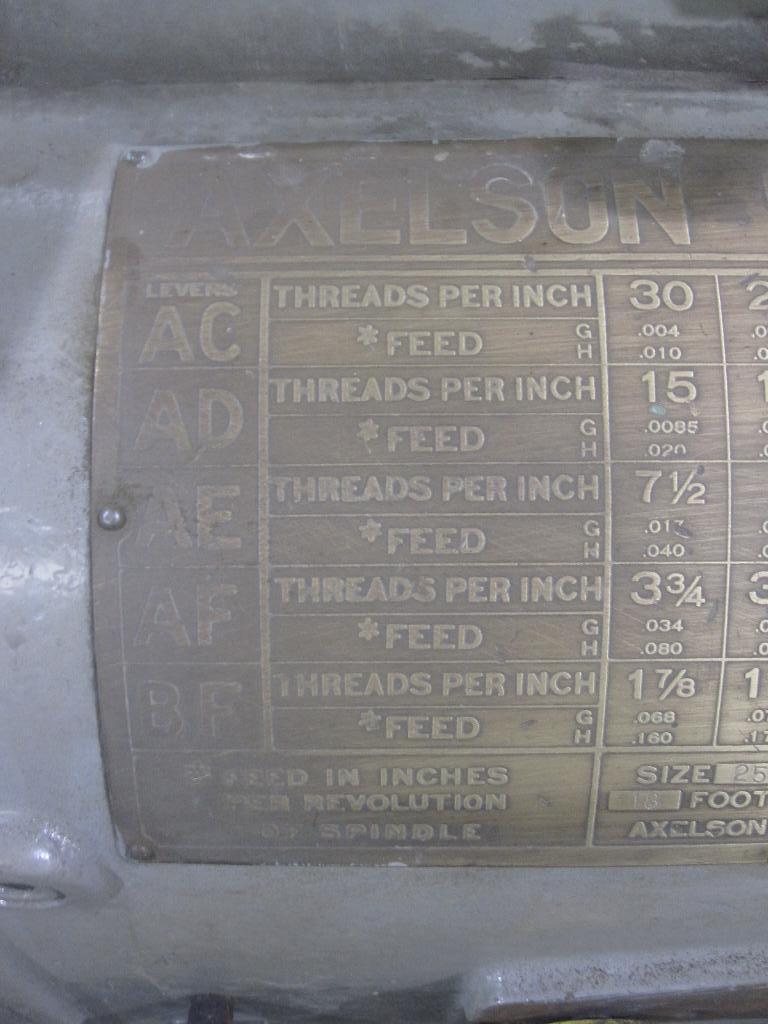 AXELSON
LEVERS
AC THREADS PER INCH 30
* FEED G .004
H .010
AD THREADS PER INCH 15
* FEED G .0085
H .020
AE THREADS PER INCH 7½
* FEED G .017
H .040
AF THREADS PER INCH 3¾
* FEED G .034
H .080
BF THREADS PER INCH 1⅞
* FEED G .068
H .160
* FEED IN INCHES
PER REVOLUTION
OF SPINDLE
SIZE 25
FOOT
AXELSON